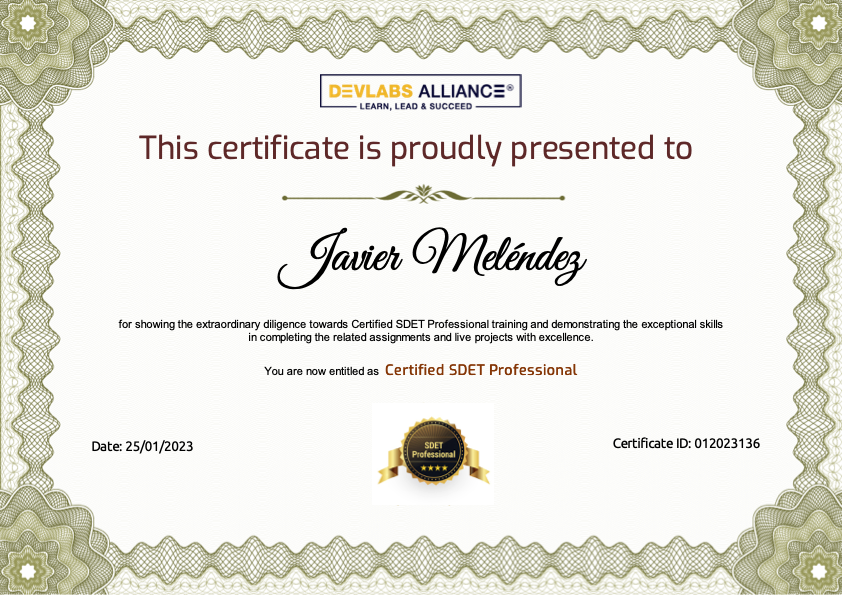 DEVLABS ALLIANCE®
LEARN, LEAD & SUCCEED
This certificate is proudly presented to
Javier Meléndez
for showing the extraordinary diligence towards Certified SDET Professional training and demonstrating the exceptional skills
in completing the related assignments and live projects with excellence.
You are now entitled as Certified SDET Professional
Date: 25/01/2023
SDET
Professional
Certificate ID: 012023136